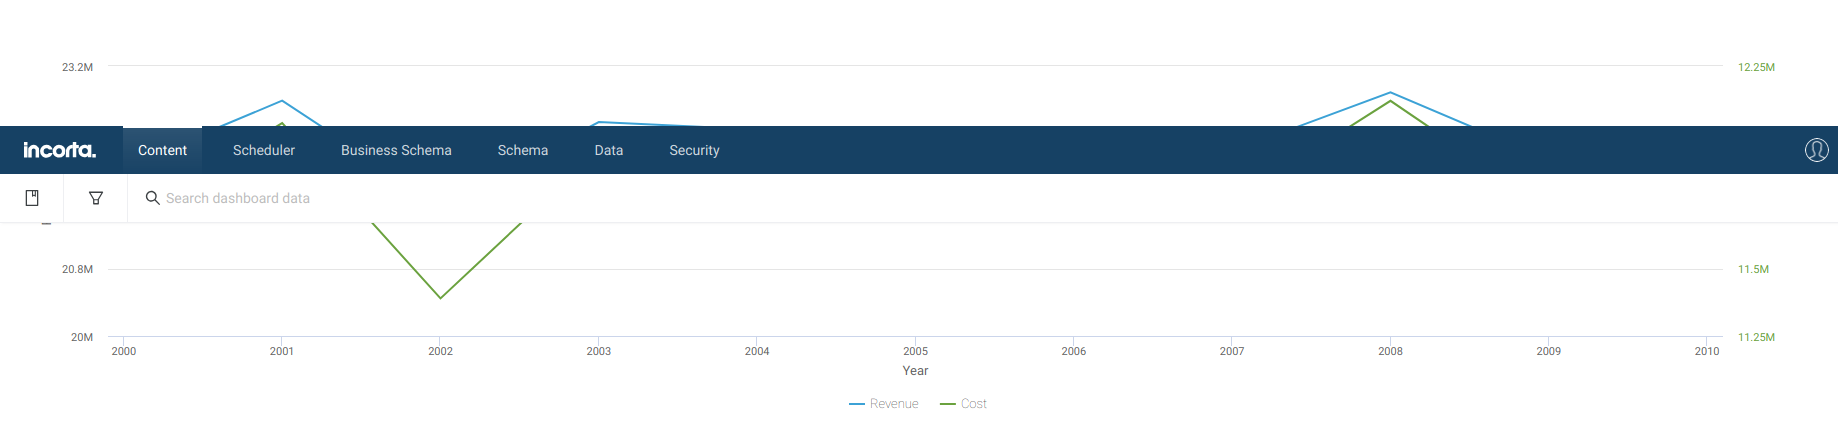 23.2M 12.25M
incorta. Content Scheduler Business Schema Schema Data Security
Search dashboard data
20.8M 11.5M
20M 11.25M
2000 2001 2002 2003 2004 2005 2006 2007 2008 2009 2010
Year
Revenue Cost